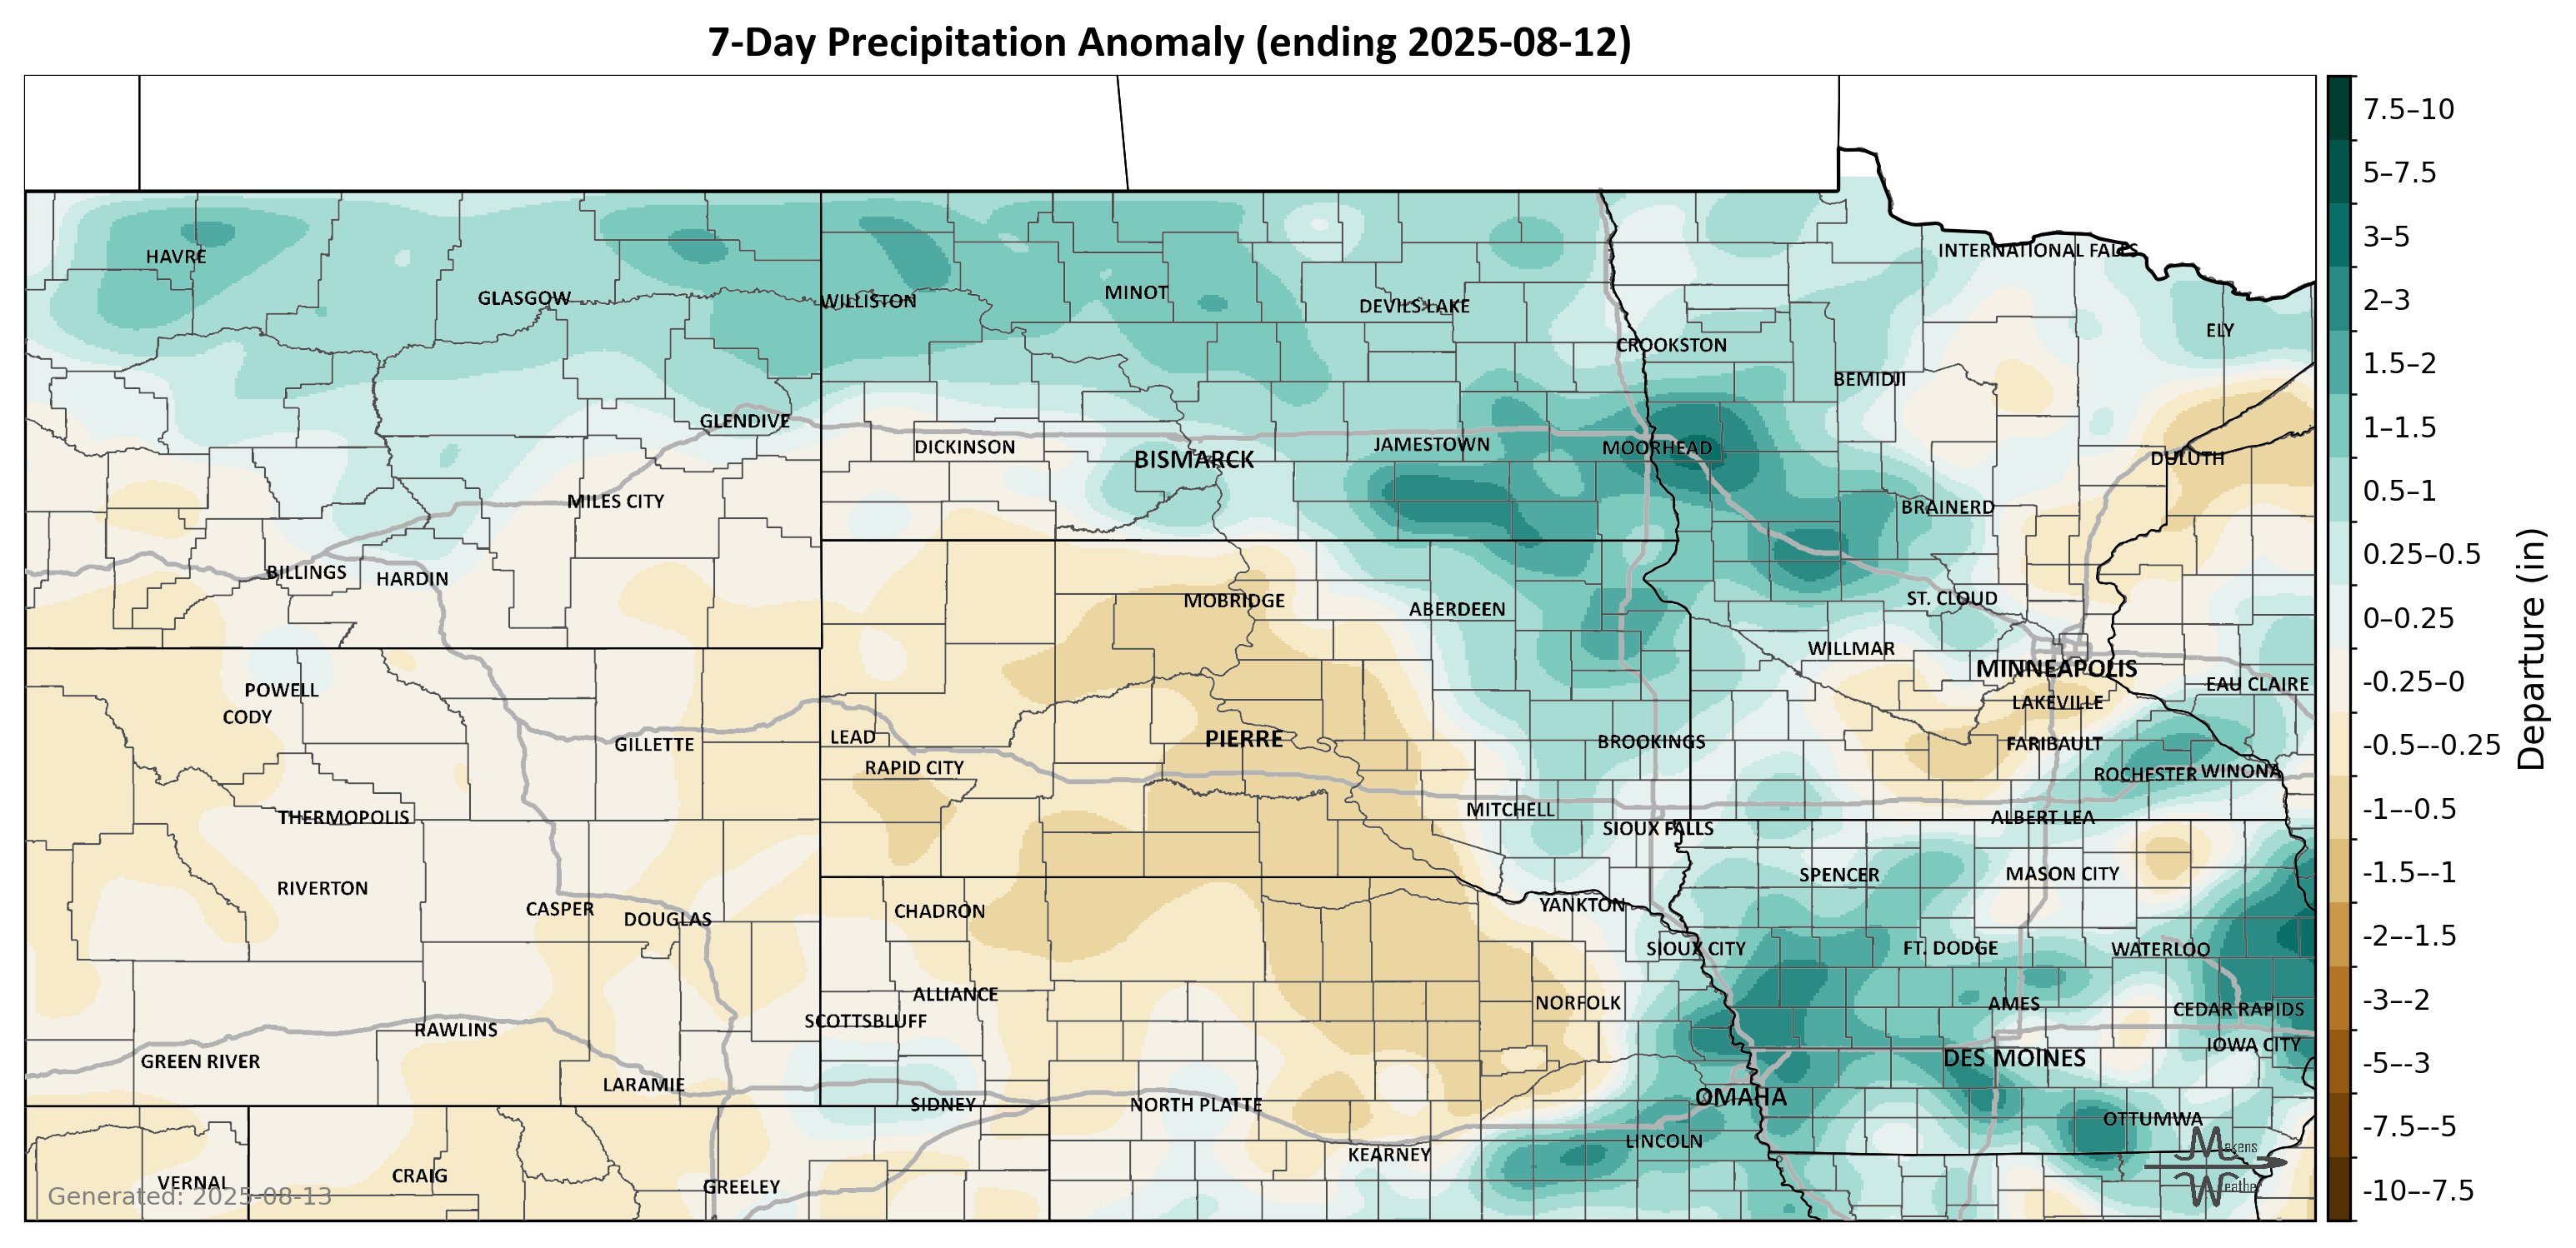 7-Day Precipitation Anomaly (ending 2025-08-12)
HAVRE
GLASGOW
WILLISTON
MINOT
DEVILS LAKE
INTERNATIONAL FALLS
ELY
CROOKSTON
BEMIDJI
GLENDIVE
DICKINSON
BISMARCK
JAMESTOWN
MOORHEAD
DULUTH
MILES CITY
BRAINERD
BILLINGS
HARDIN
MOBRIDGE
ABERDEEN
ST. CLOUD
WILLMAR
MINNEAPOLIS
EAU CLAIRE
POWELL
CODY
LAKEVILLE
GILLETTE
LEAD
PIERRE
BROOKINGS
FARIBAULT
RAPID CITY
ROCHESTER
WINONA
THERMOPOLIS
MITCHELL
ALBERT LEA
SIOUX FALLS
RIVERTON
SPENCER
MASON CITY
CASPER
DOUGLAS
CHADRON
YANKTON
SIOUX CITY
FT. DODGE
WATERLOO
ALLIANCE
NORFOLK
AMES
CEDAR RAPIDS
SCOTTSBLUFF
RAWLINS
IOWA CITY
GREEN RIVER
DES MOINES
LARAMIE
SIDNEY
NORTH PLATTE
OMAHA
OTTUMWA
LINCOLN
KEARNEY
VERNAL
CRAIG
GREELEY
Generated: 2025-08-13
Makens
Weather
7.5–10
5–7.5
3–5
2–3
1.5–2
1–1.5
0.5–1
0.25–0.5
0–0.25
-0.25–0
-0.5–-0.25
-1–-0.5
-1.5–-1
-2–-1.5
-3–-2
-5–-3
-7.5–-5
-10–-7.5
Departure (in)